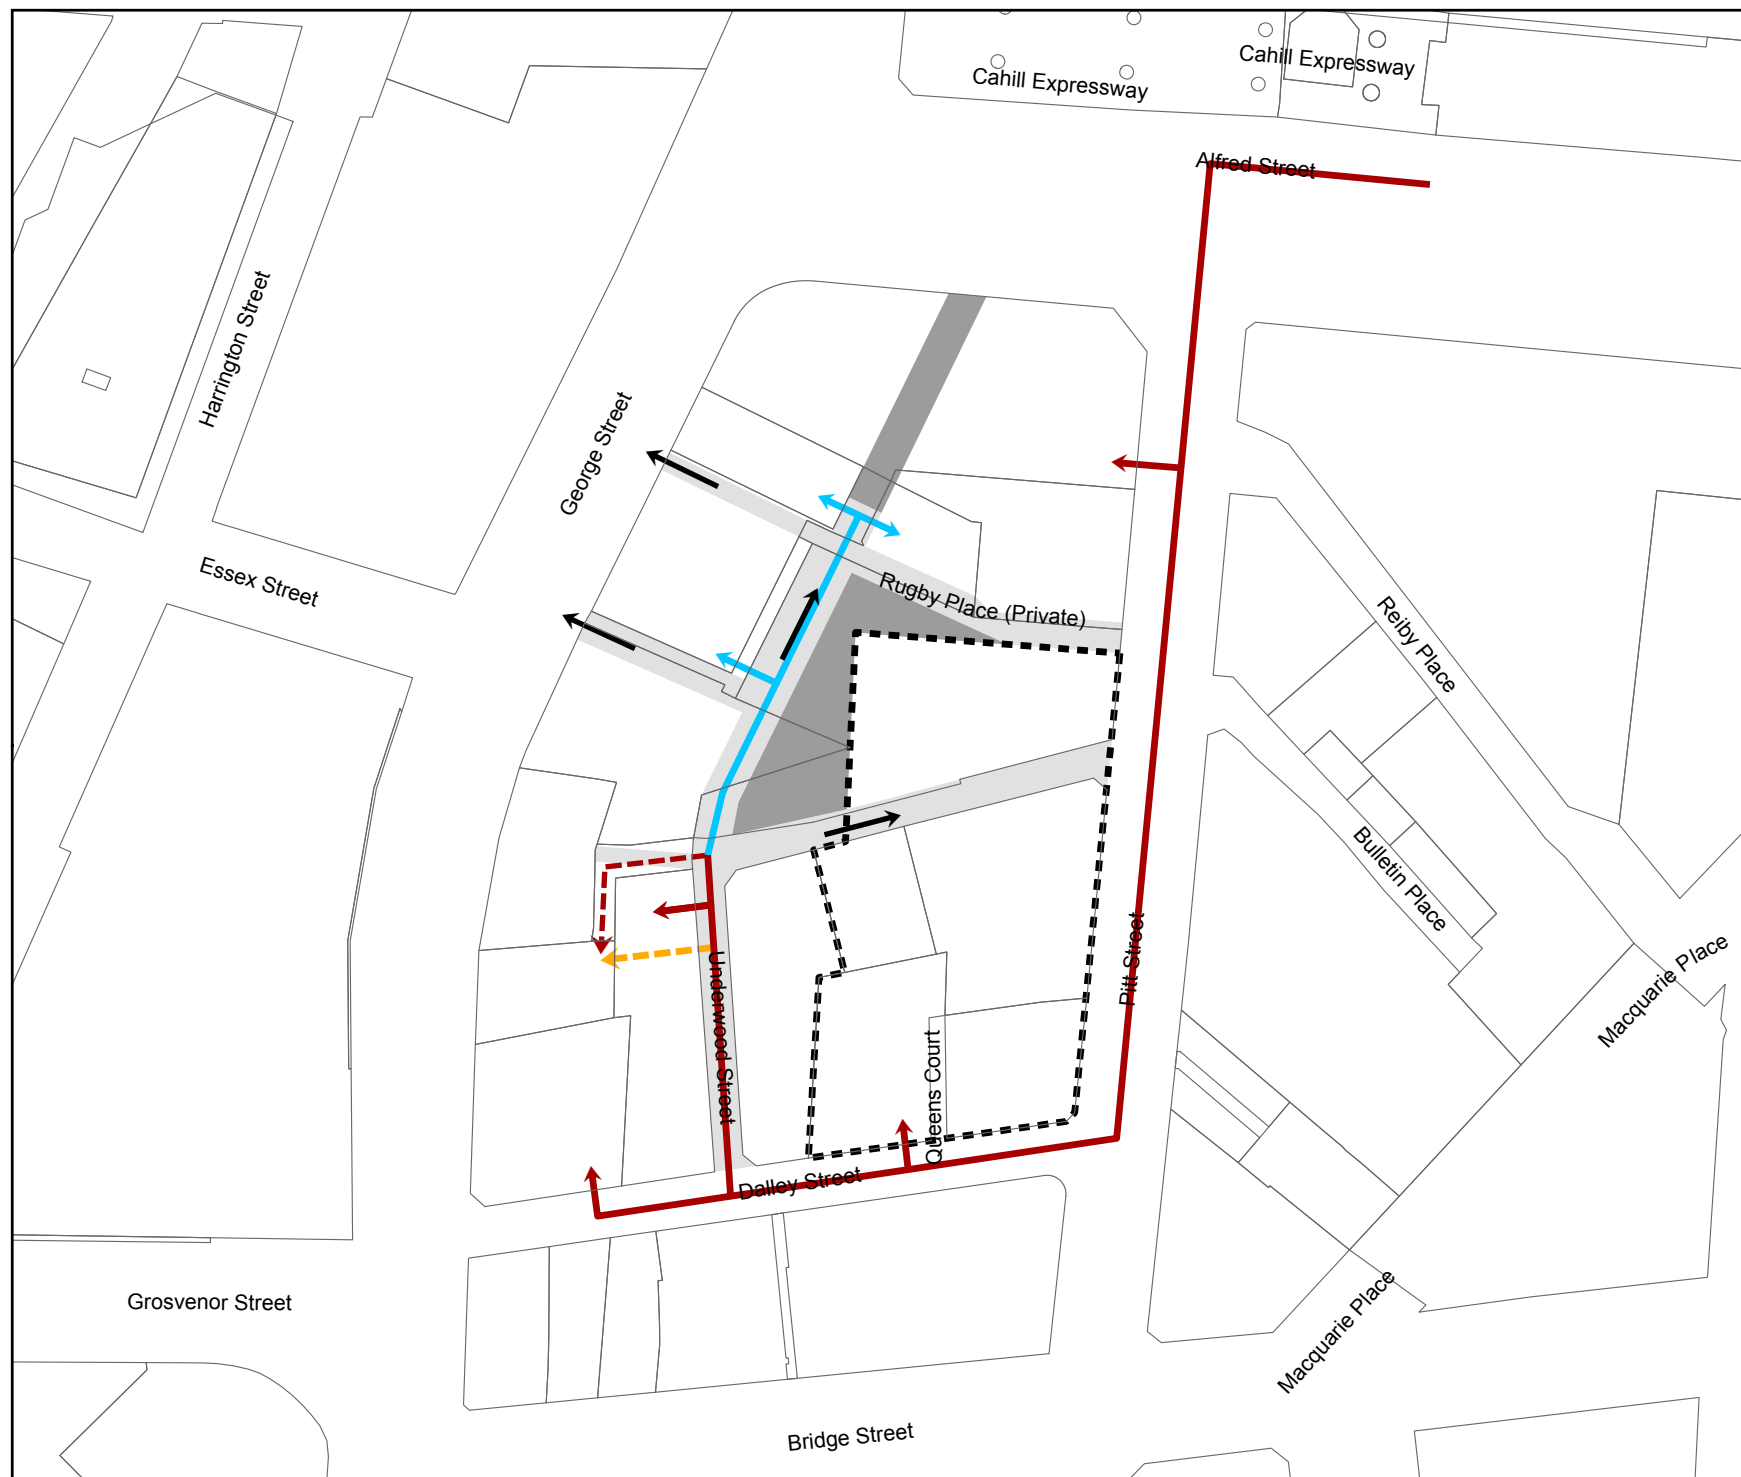 Cahill Expressway
Cahill Expressway
Alfred Street
Harrington Street
George Street
Essex Street
Rugby Place (Private)
Reiby Place
Bulletin Place
Pitt Street
Macquarie Place
Underwood Street
Queens Court
Dalley Street
Grosvenor Street
Macquarie Place
Bridge Street